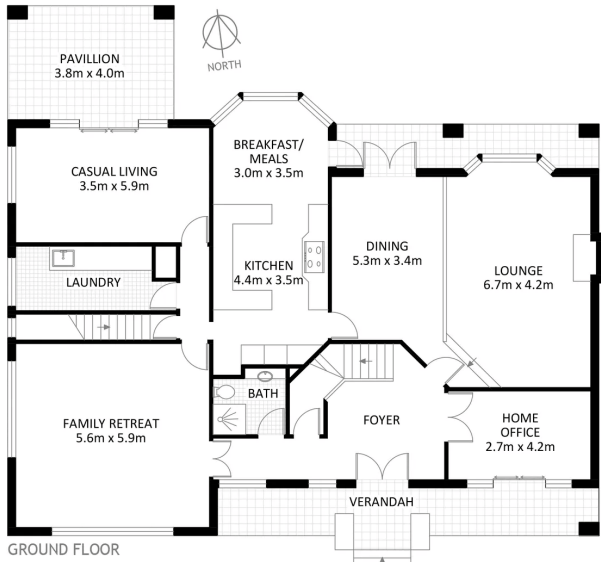 PAVILLION
3.8m x 4.0m
NORTH
BREAKFAST/
MEALS
3.0m x 3.5m
CASUAL LIVING
3.5m x 5.9m
DINING
5.3m x 3.4m
LOUNGE
6.7m x 4.2m
KITCHEN
4.4m x 3.5m
LAUNDRY
BATH
FAMILY RETREAT
5.6m x 5.9m
FOYER
HOME
OFFICE
2.7m x 4.2m
VERANDAH
GROUND FLOOR